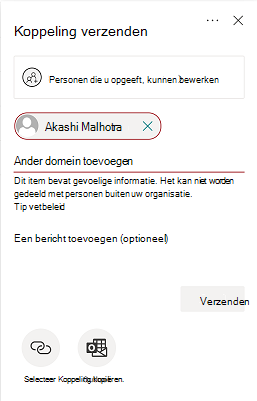 Koppeling verzenden
Personen die u opgeeft, kunnen bewerken
Akashi Malhotra
Ander domein toevoegen
Dit item bevat gevoelige informatie. Het kan niet worden
gedeeld met personen buiten uw organisatie.
Tip vetbeleid
Een bericht toevoegen (optioneel)
Verzenden
Selecteer Koppeling kopiëren.